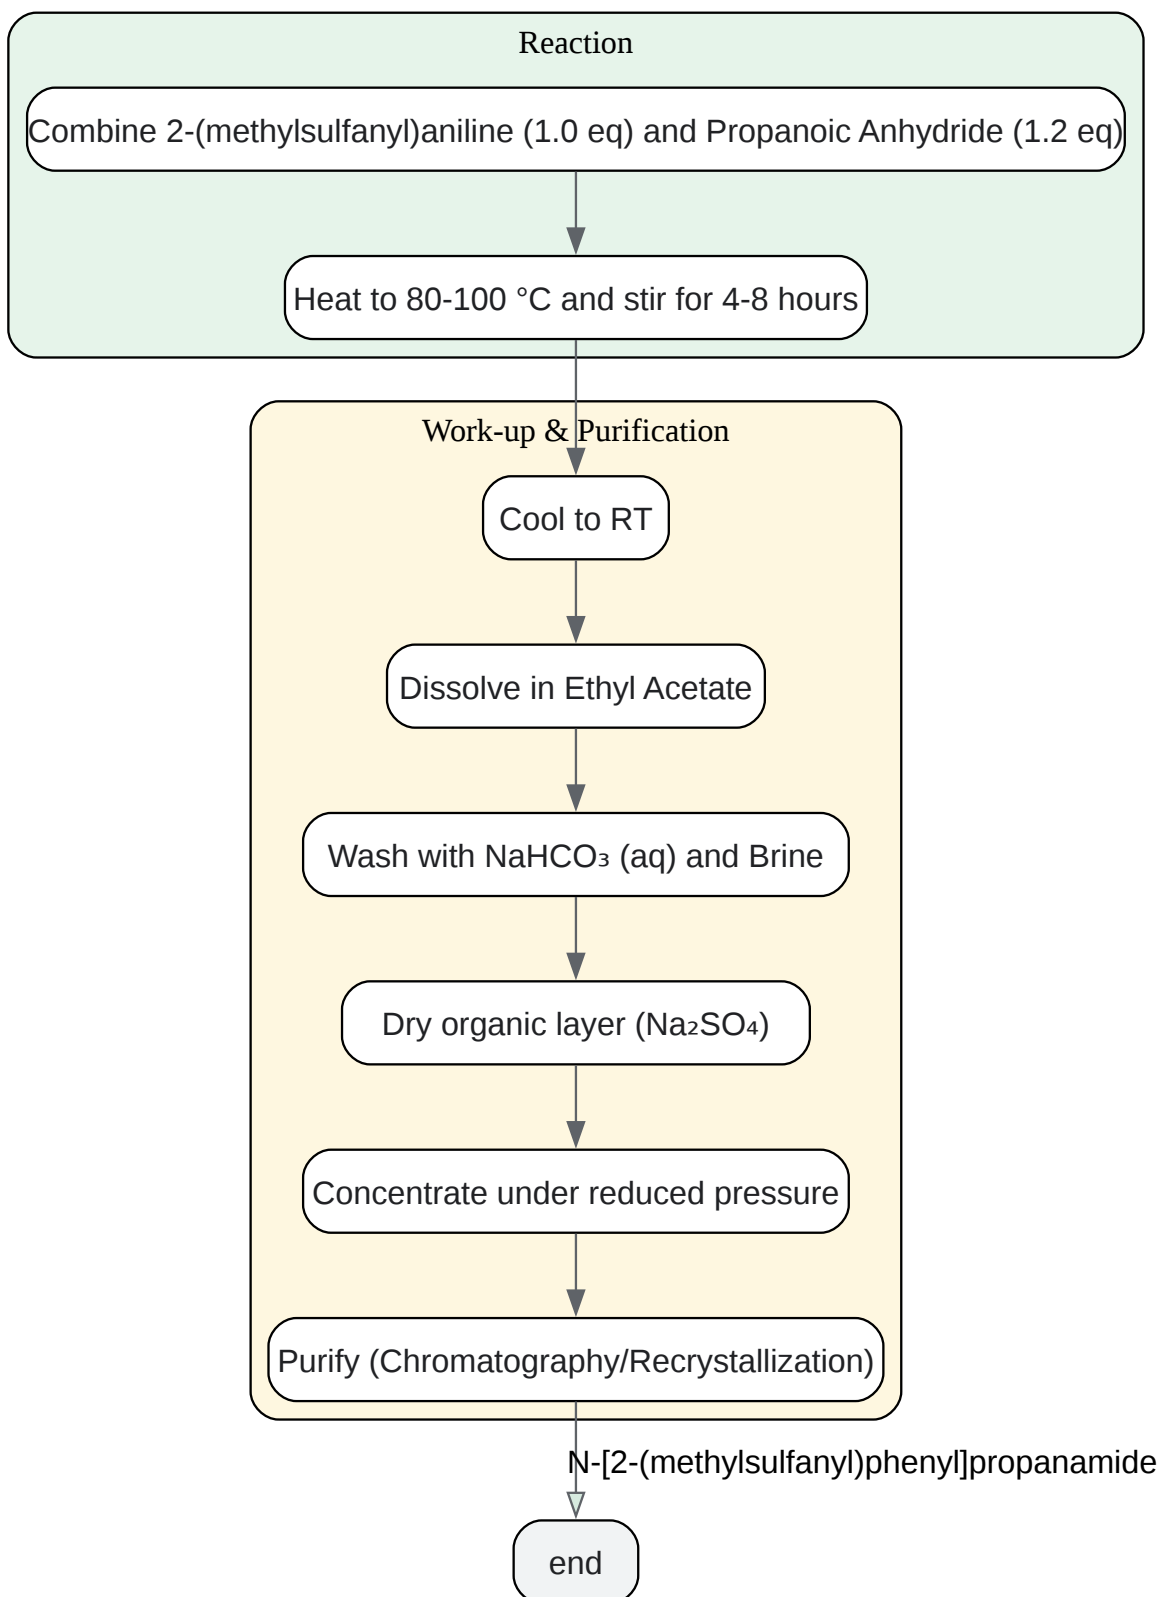 Reaction
Combine 2-(methylsulfanyl)aniline (1.0 eq) and Propanoic Anhydride (1.2 eq)
Heat to 80-100 °C and stir for 4-8 hours
Work-up & Purification
Cool to RT
Dissolve in Ethyl Acetate
Wash with NaHCO₃ (aq) and Brine
Dry organic layer (Na₂SO₄)
Concentrate under reduced pressure
Purify (Chromatography/Recrystallization)
N-[2-(methylsulfanyl)phenyl]propanamide
end